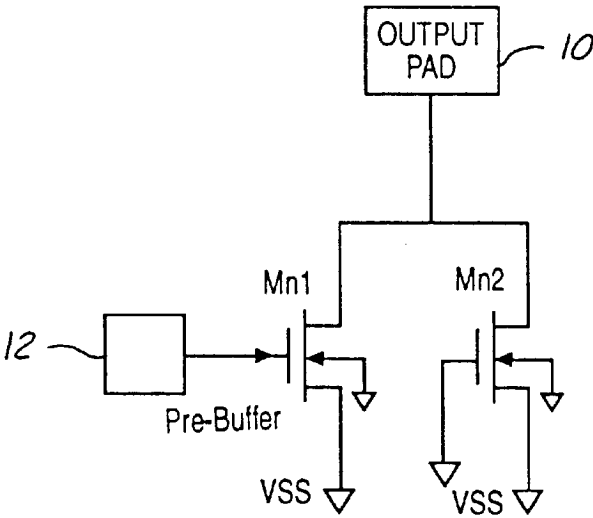 OUTPUT
PAD
10
Mn1
Mn2
12
Pre-Buffer
VSS
VSS